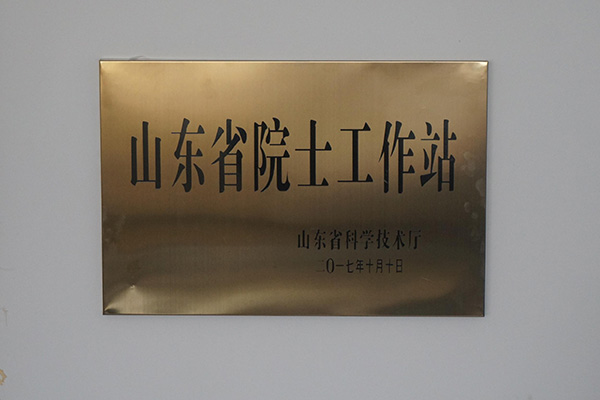 山东省院士工作站
山东省科学技术厅
二〇一七年十月十日